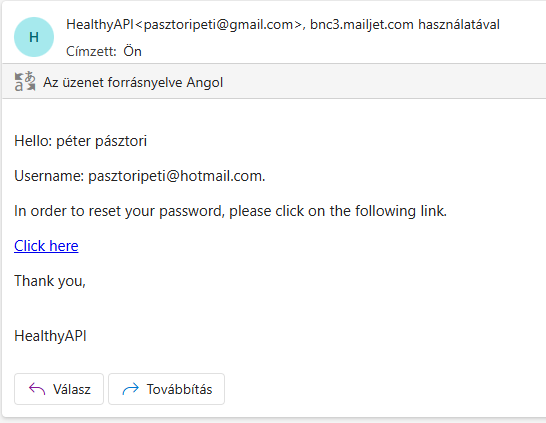 H
HealthyAPI<pasztoripeti@gmail.com>, bnc3.mailjet.com használatával
Címzett: Ön
Az üzenet forrásnyelve Angol
Hello: péter pásztori
Username: pasztoripeti@hotmail.com.
In order to reset your password, please click on the following link.
Click here
Thank you,
HealthyAPI
Válasz Továbbítás